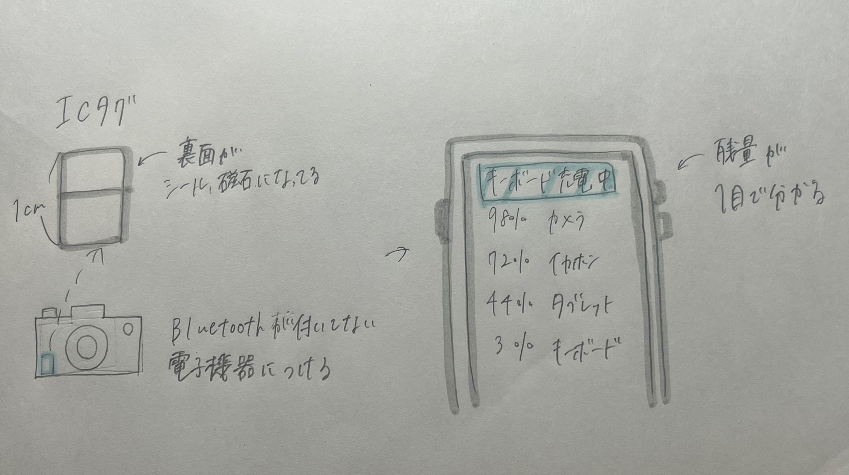 ICタグ
裏面が
シール、磁石になってる
1cm
Bluetoothが付いてない
電子機器につける
キーボード充電中
98% カメラ
72% イヤホン
44% タブレット
3% キーボード
残量が
1目で分かる